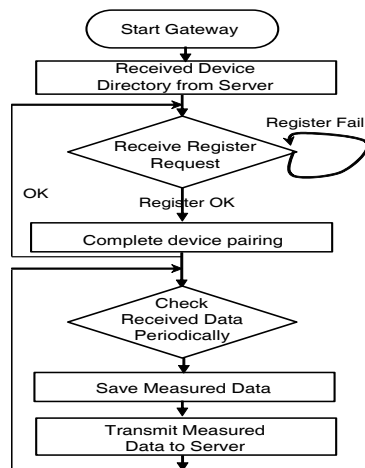 Start Gateway
Received Device
Directory from Server
Register Fail
Receive Register
Request
OK
Register OK
Complete device pairing
Check
Received Data
Periodically
Save Measured Data
Transmit Measured
Data to Server